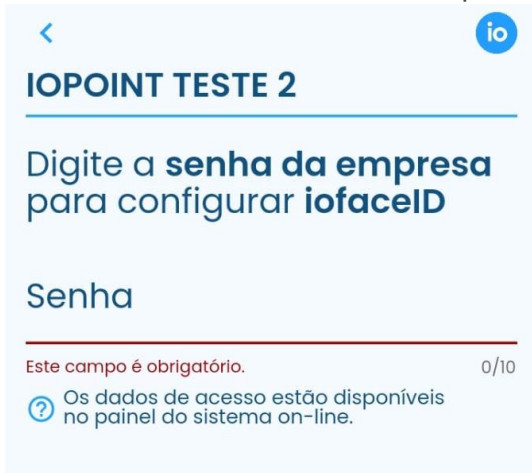 io
IOPOINT TESTE 2
Digite a senha da empresa
para configurar iofaceID
Senha
Este campo é obrigatório. 0/10
Os dados de acesso estão disponíveis
no painel do sistema on-line.